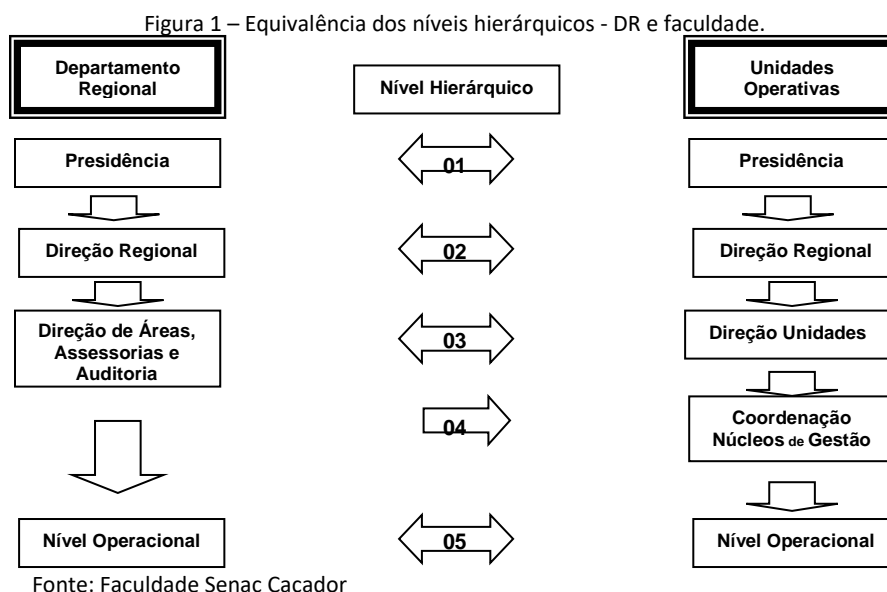 Figura 1 – Equivalência dos níveis hierárquicos - DR e faculdade.
Departamento
Regional
Nível Hierárquico
Unidades
Operativas
Presidência
01
Presidência
Direção Regional
02
Direção Regional
Direção de Áreas,
Assessorias e
Auditoria
03
Direção Unidades
04
Coordenação
Núcleos de Gestão
Nível Operacional
05
Nível Operacional
Fonte: Faculdade Senac Caçador